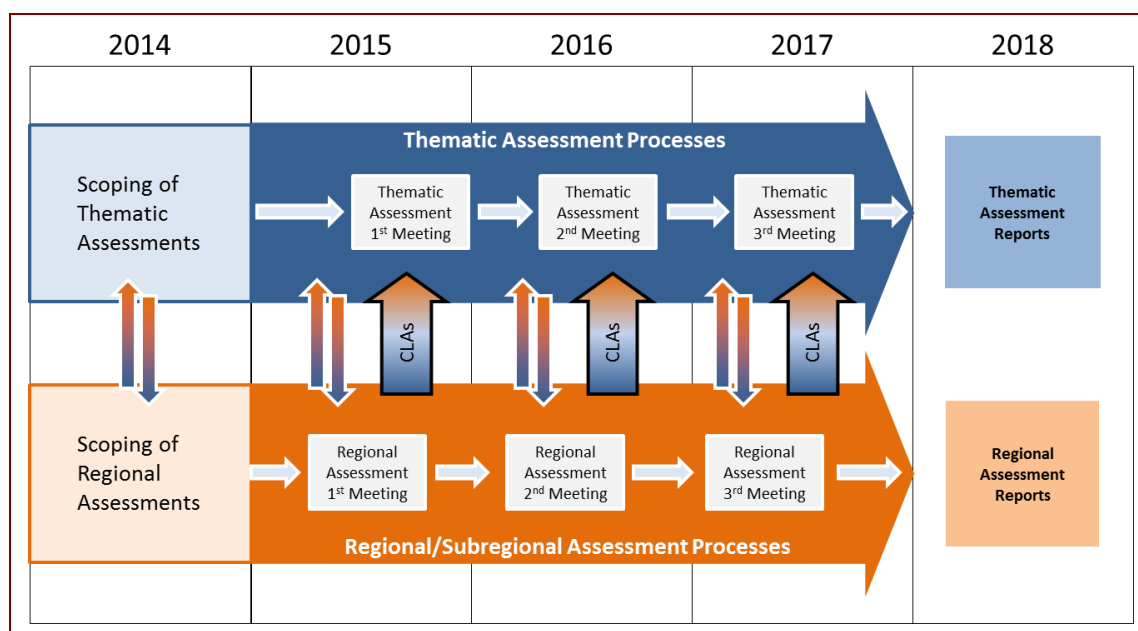 2014
2015
2016
2017
2018
Thematic Assessment Processes
Scoping of
Thematic
Assessments
Thematic
Assessment
1st Meeting
Thematic
Assessment
2nd Meeting
Thematic
Assessment
3rd Meeting
Thematic
Assessment
Reports
CLAs
CLAs
CLAs
Scoping of
Regional
Assessments
Regional
Assessment
1st Meeting
Regional
Assessment
2nd Meeting
Regional
Assessment
3rd Meeting
Regional
Assessment
Reports
Regional/Subregional Assessment Processes